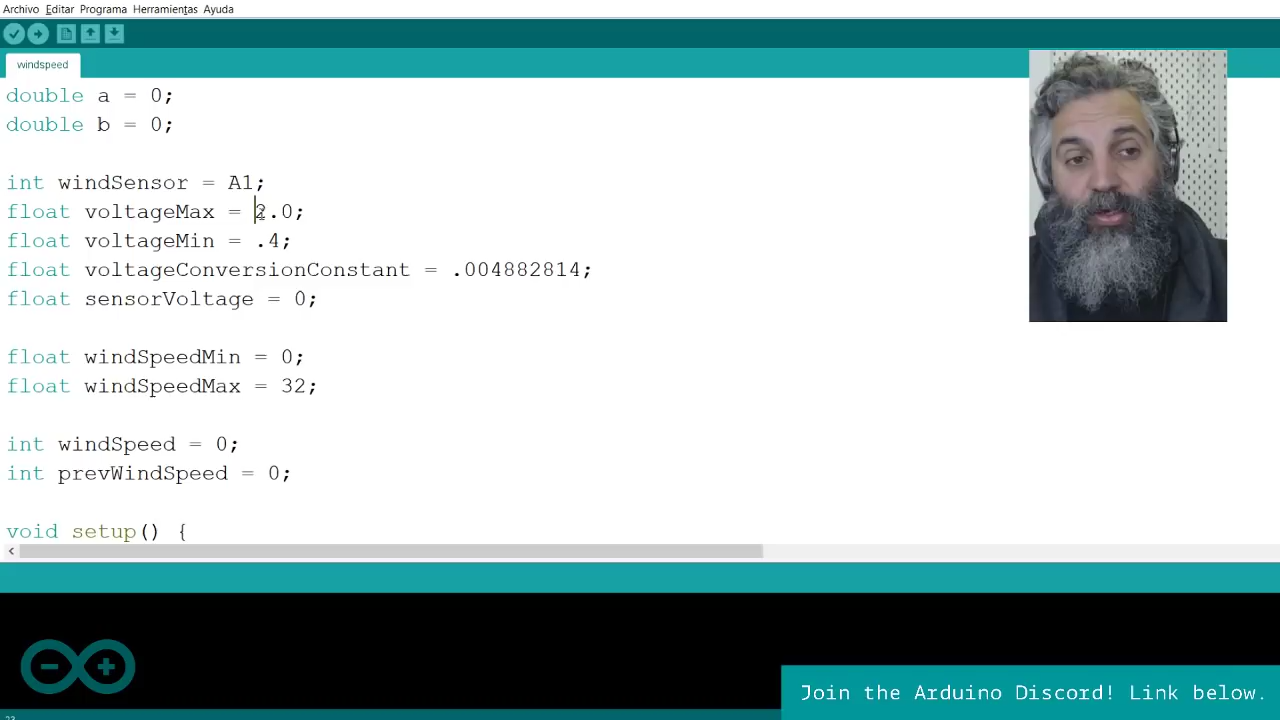 Archivo Editar Programa Herramientas Ayuda
windspeed
double a = 0;
double b = 0;
int windSensor = A1;
float voltageMax = 2.0;
float voltageMin = .4;
float voltageConversionConstant = .004882814;
float sensorVoltage = 0;
float windSpeedMin = 0;
float windSpeedMax = 32;
int windSpeed = 0;
int prevWindSpeed = 0;
void setup() {
Join the Arduino Discord! Link below.